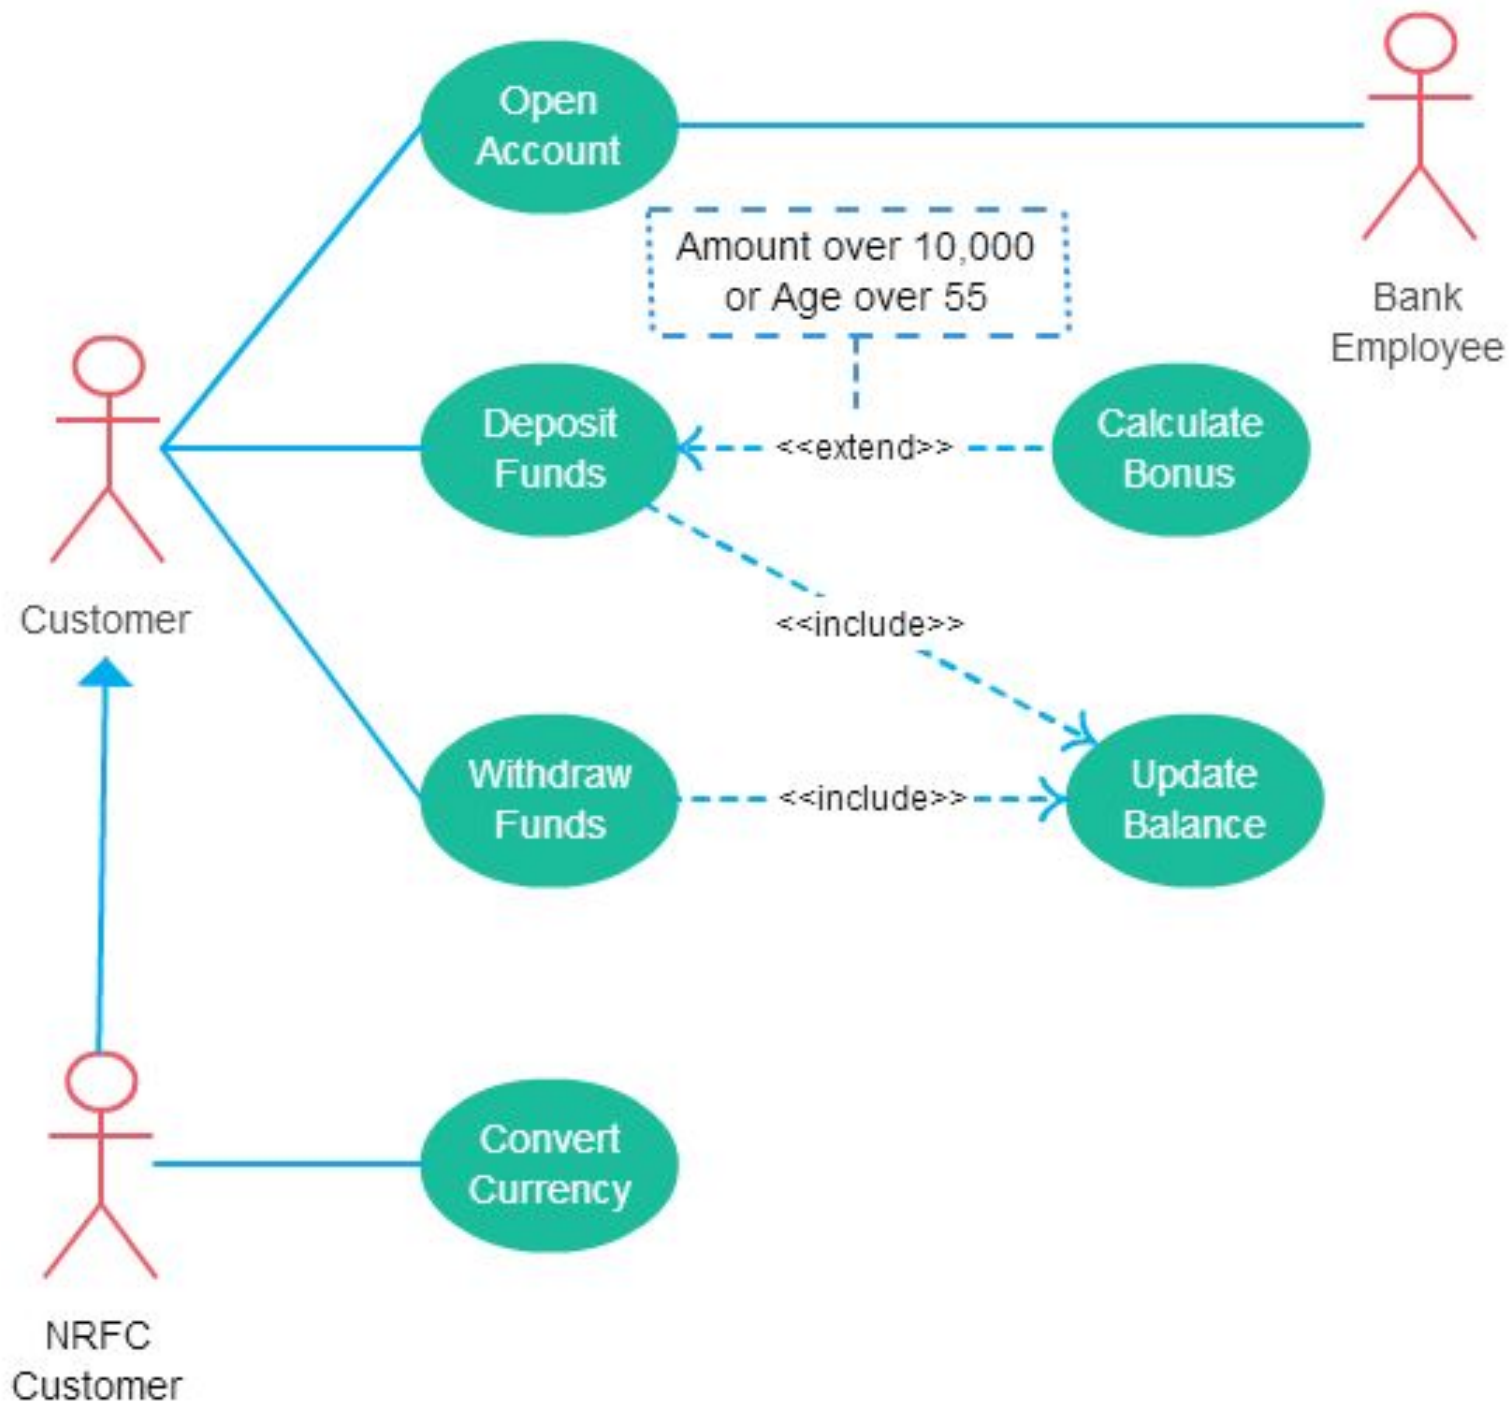 Open
Account
Amount over 10,000
or Age over 55
Bank
Employee
Deposit
Funds
<<extend>>
Calculate
Bonus
Customer
<<include>>
Withdraw
Funds
<<include>>
Update
Balance
Convert
Currency
NRFC
Customer